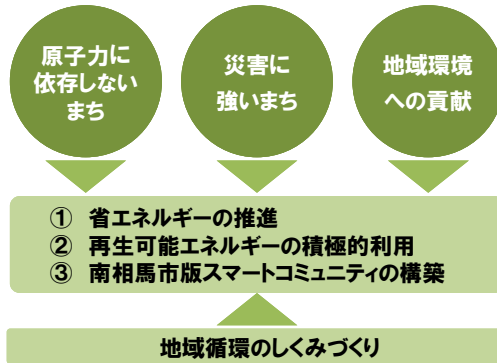 原子力に
依存しない
まち
災害に
強いまち
地域環境
への貢献
① 省エネルギーの推進
② 再生可能エネルギーの積極的利用
③ 南相馬市版スマートコミュニティの構築
地域循環のしくみづくり